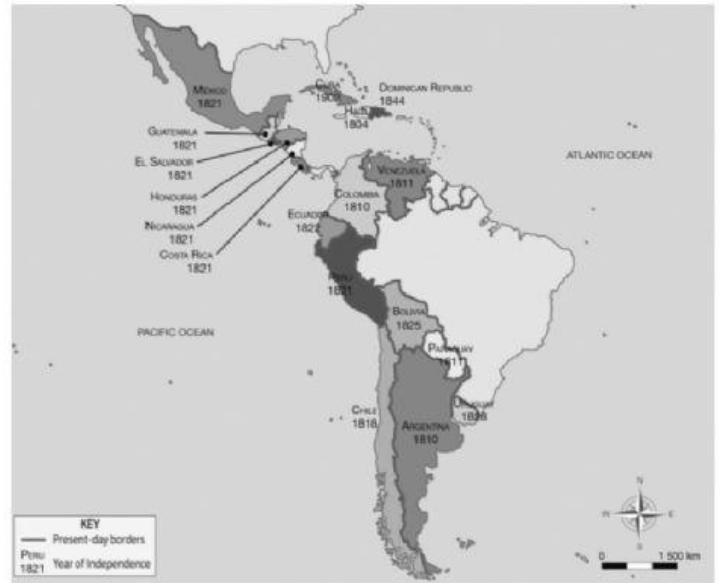 MEXICO
1821
CUBA
DOMINICAN REPUBLIC
1844
HAITI
1804
GUATEMALA
1821
EL SALVADOR
1821
HONDURAS
1821
NICARAGUA
1821
COSTA RICA
1821
ATLANTIC OCEAN
VENEZUELA
1811
COLOMBIA
1810
ECUADOR
1822
PERU
1821
BOLIVIA
1825
PACIFIC OCEAN
PARAGUAY
1811
URUGUAY
1828
CHILE
1818
ARGENTINA
1810
N
W
E
S
KEY
Present-day borders
PERU
1821
Year of Independence
0
1 500 km